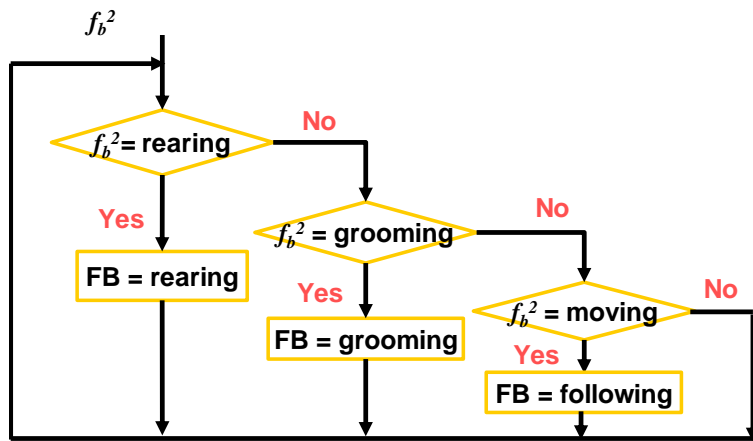 f_b^2
f_b^2= rearing
No
Yes
FB = rearing
f_b^2 = grooming
No
Yes
FB = grooming
f_b^2 = moving
No
Yes
FB = following